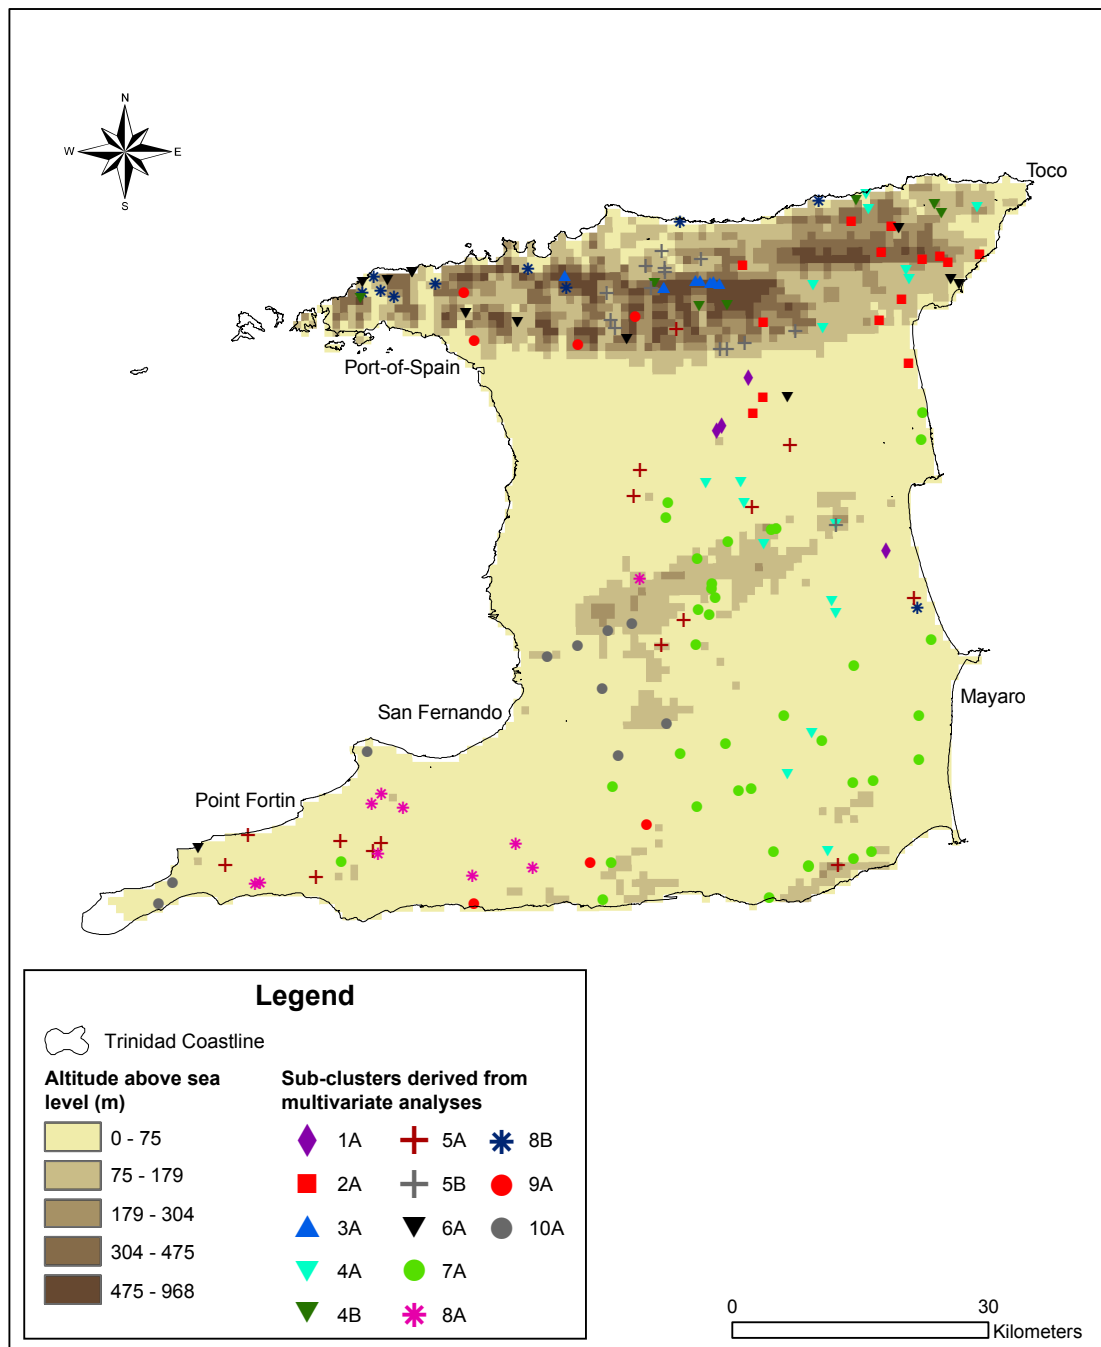 N
W
E
S
Toco
Port-of-Spain
San Fernando
Mayaro
Point Fortin
Legend
Trinidad Coastline
Altitude above sea
level (m)
0 - 75
75 - 179
179 - 304
304 - 475
475 - 968
Sub-clusters derived from
multivariate analyses
1A
2A
3A
4A
4B
5A
5B
6A
7A
8A
8B
9A
10A
0
30
Kilometers